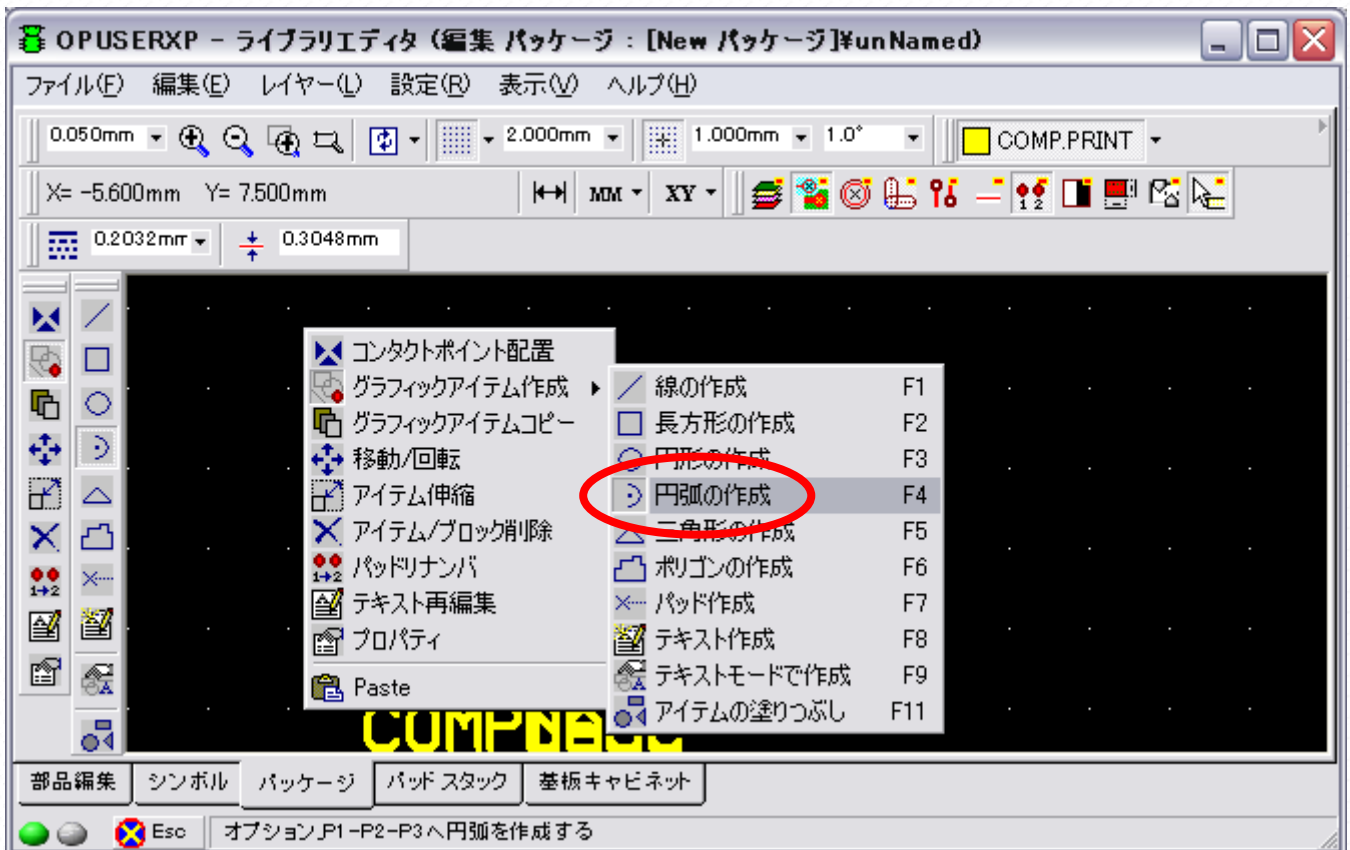 OPUSERXP - ライブラリエディタ (編集 パッケージ : [New パッケージ]¥unNamed)
ファイル(F) 編集(E) レイヤー(L) 設定(R) 表示(V) ヘルプ(H)
0.050mm 2.000mm 1.000mm 1.0° COMP.PRINT
X= -5.600mm Y= 7.500mm MM XY
0.2032mm 0.3048mm
コンタクトポイント配置
グラフィックアイテム作成
グラフィックアイテムコピー
移動/回転
アイテム伸縮
アイテム/ブロック削除
パッドリナンバ
テキスト再編集
プロパティ
Paste
線の作成 F1
長方形の作成 F2
円形の作成 F3
円弧の作成 F4
三角形の作成 F5
ポリゴンの作成 F6
パッド作成 F7
テキスト作成 F8
テキストモードで作成 F9
アイテムの塗りつぶし F11
部品編集 シンボル パッケージ パッド スタック 基板キャビネット
Esc オプション,P1-P2-P3へ円弧を作成する